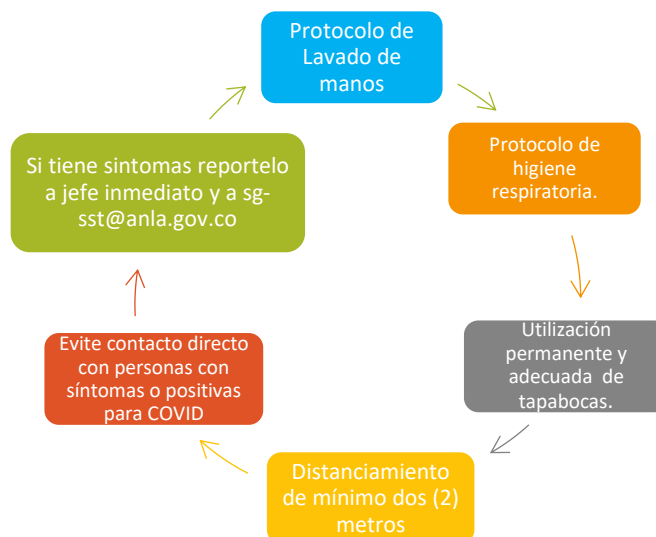 Protocolo de
Lavado de
manos
Protocolo de
higiene
respiratoria.
Utilización
permanente y
adecuada de
tapabocas.
Distanciamiento
de mínimo dos (2)
metros
Evite contacto directo
con personas con
síntomas o positivas
para COVID
Si tiene sintomas reportelo
a jefe inmediato y a sg-
sst@anla.gov.co